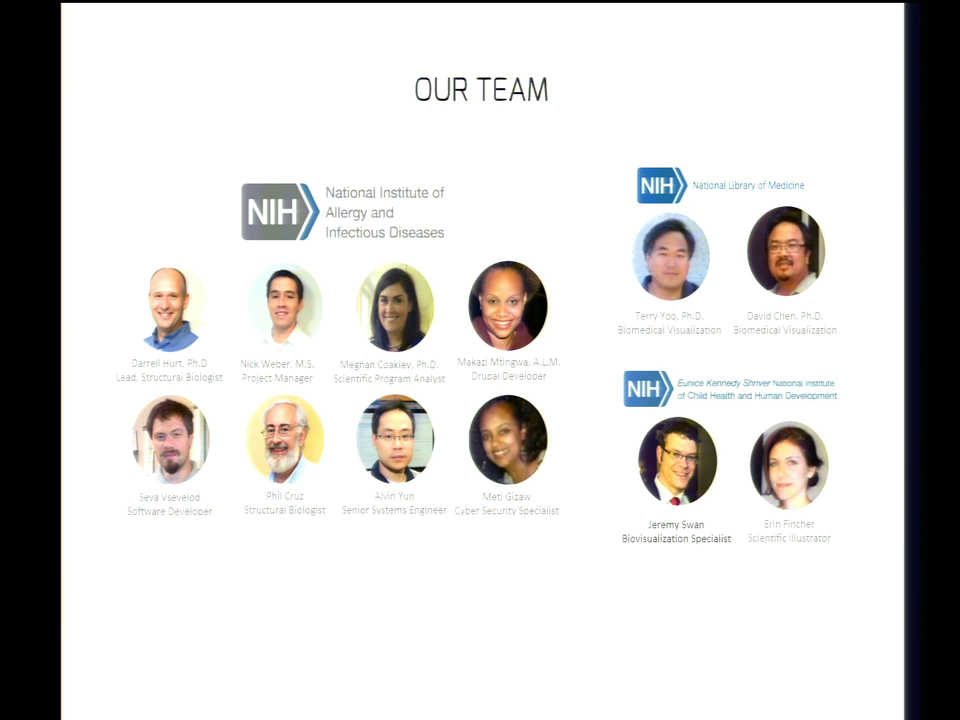 OUR TEAM
NIH
National Institute of
Allergy and
Infectious Diseases
Darrell Hurt, Ph.D
Lead, Structural Biologist
Nick Weber, M.S.
Project Manager
Meghan Coakley, Ph.D.
Scientific Program Analyst
Makazi Mtingwa, A.L.M.
Drupal Developer
Seva Vsevelod
Software Developer
Phil Cruz
Structural Biologist
Alvin Yun
Senior Systems Engineer
Meti Gizaw
Cyber Security Specialist
NIH
National Library of Medicine
Terry Yoo, Ph.D.
Biomedical Visualization
David Chen, Ph.D.
Biomedical Visualization
NIH
Eunice Kennedy Shriver National Institute
of Child Health and Human Development
Jeremy Swan
Biovisualization Specialist
Erin Fincher
Scientific Illustrator